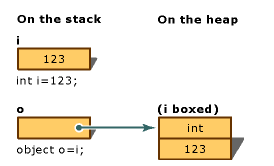 On the stack
On the heap
i
123
int i=123;
o
(i boxed)
int
object o=i;
123